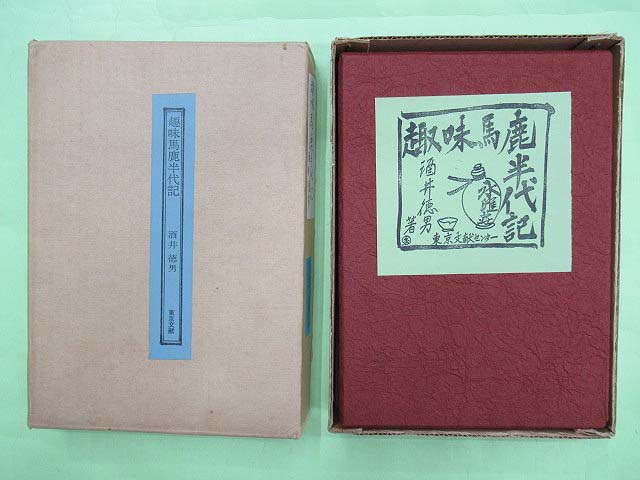 趣味馬鹿半代記
酒井徳男
東京文献
趣味馬鹿
半代記
酒井徳男
著
東京文献センター